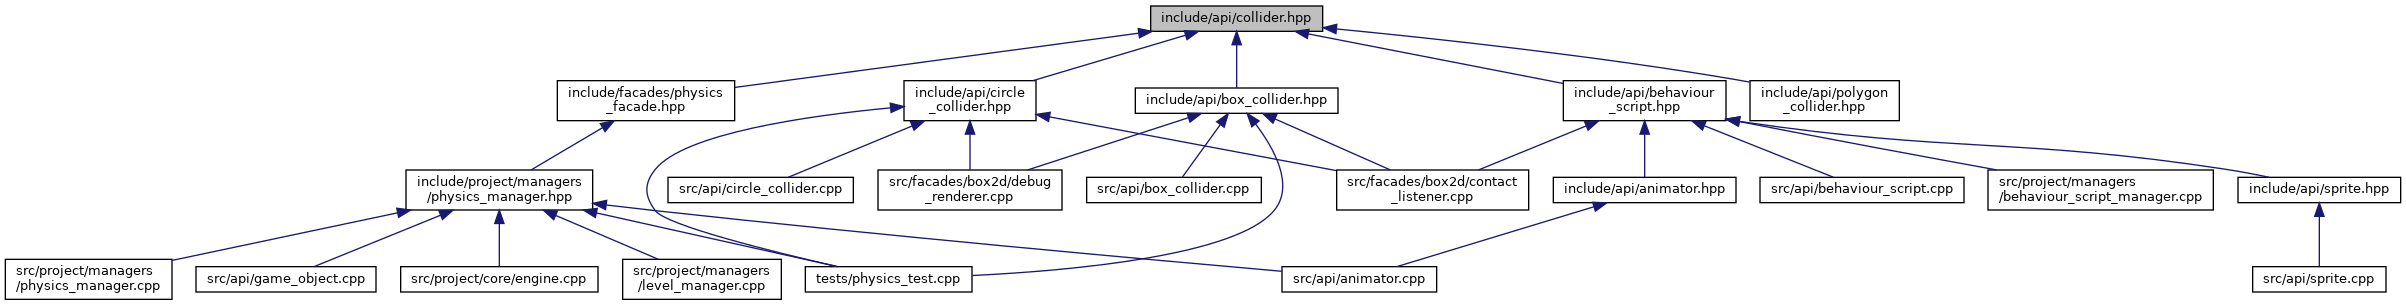 include/api/collider.hpp
include/facades/physics
_facade.hpp
include/api/circle
_collider.hpp
include/api/box_collider.hpp
include/api/behaviour
_script.hpp
include/api/polygon
_collider.hpp
include/project/managers
/physics_manager.hpp
src/api/circle_collider.cpp
src/facades/box2d/debug
_renderer.cpp
src/api/box_collider.cpp
src/facades/box2d/contact
_listener.cpp
include/api/animator.hpp
src/api/behaviour_script.cpp
src/project/managers
/behaviour_script_manager.cpp
include/api/sprite.hpp
src/project/managers
/physics_manager.cpp
src/api/game_object.cpp
src/project/core/engine.cpp
src/project/managers
/level_manager.cpp
tests/physics_test.cpp
src/api/animator.cpp
src/api/sprite.cpp